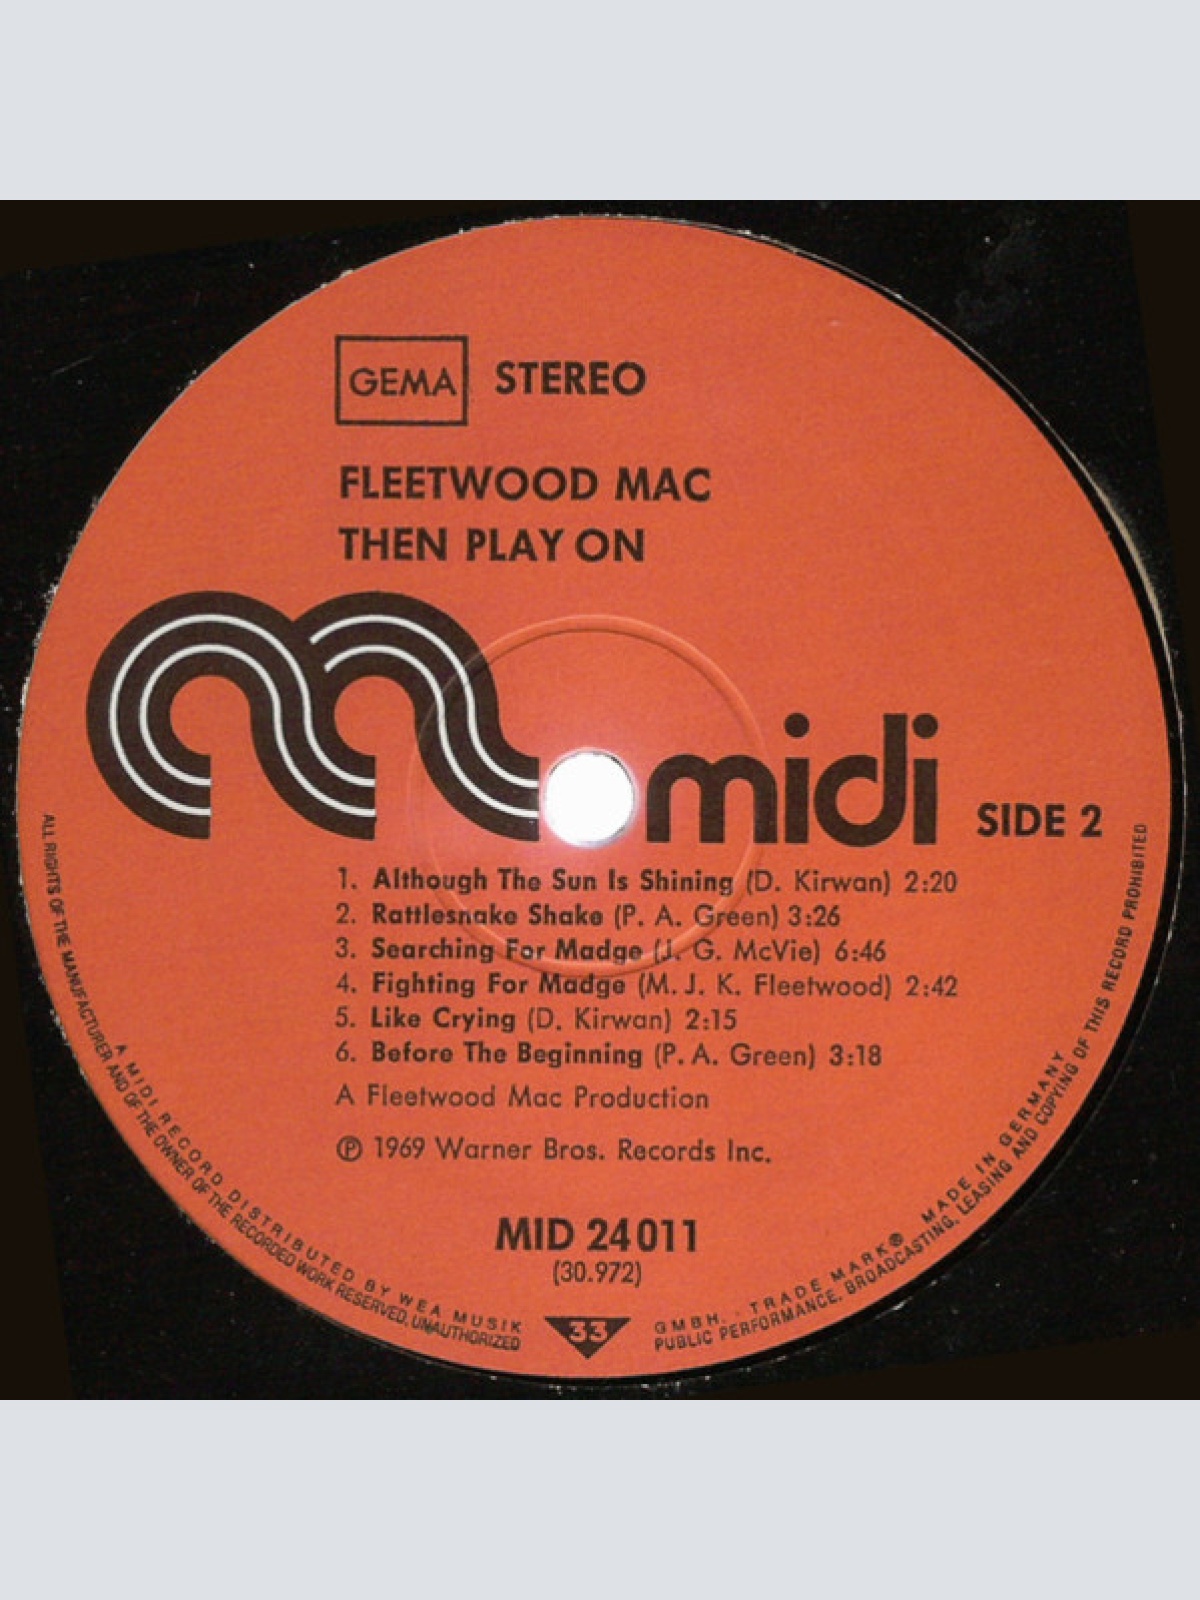 GEMA STEREO
FLEETWOOD MAC
THEN PLAY ON
midi
SIDE 2
1. Although The Sun Is Shining (D. Kirwan) 2:20
2. Rattlesnake Shake (P. A. Green) 3:26
3. Searching For Madge (J. G. McVie) 6:46
4. Fighting For Madge (M. J. K. Fleetwood) 2:42
5. Like Crying (D. Kirwan) 2:15
6. Before The Beginning (P. A. Green) 3:18
A Fleetwood Mac Production
℗ 1969 Warner Bros. Records Inc.
MID 24011
(30.972)
33
A MIDI RECORD DISTRIBUTED BY WEA MUSIK GMBH. · TRADE MARK® MADE IN GERMANY
ALL RIGHTS OF THE MANUFACTURER AND OF THE OWNER OF THE RECORDED WORK RESERVED. UNAUTHORIZED PUBLIC PERFORMANCE, BROADCASTING, LEASING AND COPYING OF THIS RECORD PROHIBITED